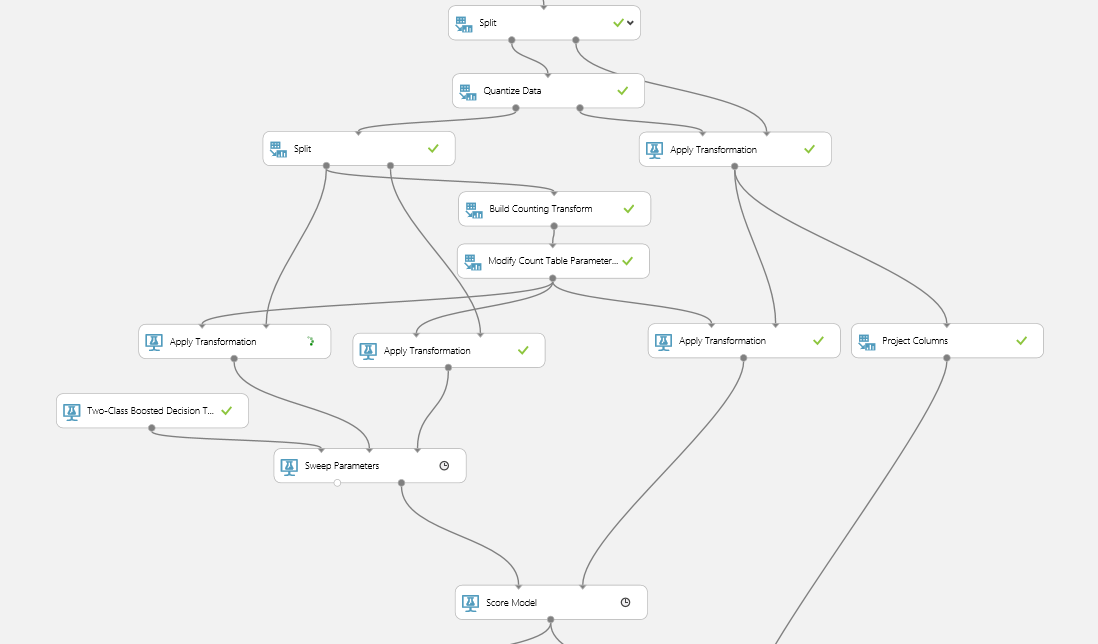 Split
Quantize Data
Split
Apply Transformation
Build Counting Transform
Modify Count Table Parameter...
Apply Transformation
Apply Transformation
Apply Transformation
Project Columns
Two-Class Boosted Decision T...
Sweep Parameters
Score Model